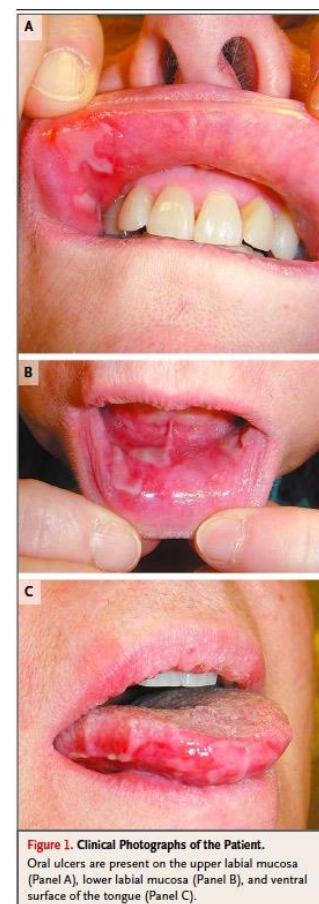 A
B
C
Figure 1. Clinical Photographs of the Patient.
Oral ulcers are present on the upper labial mucosa
(Panel A), lower labial mucosa (Panel B), and ventral
surface of the tongue (Panel C).